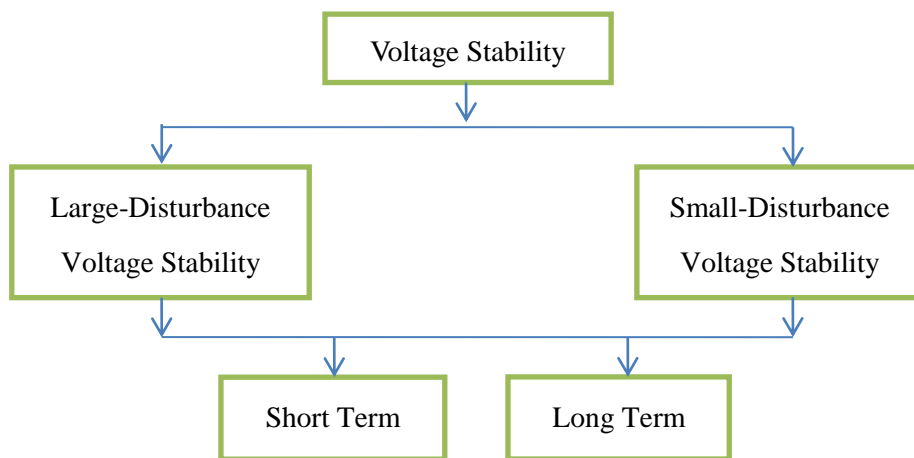 Voltage Stability
Large-Disturbance
Voltage Stability
Small-Disturbance
Voltage Stability
Short Term
Long Term